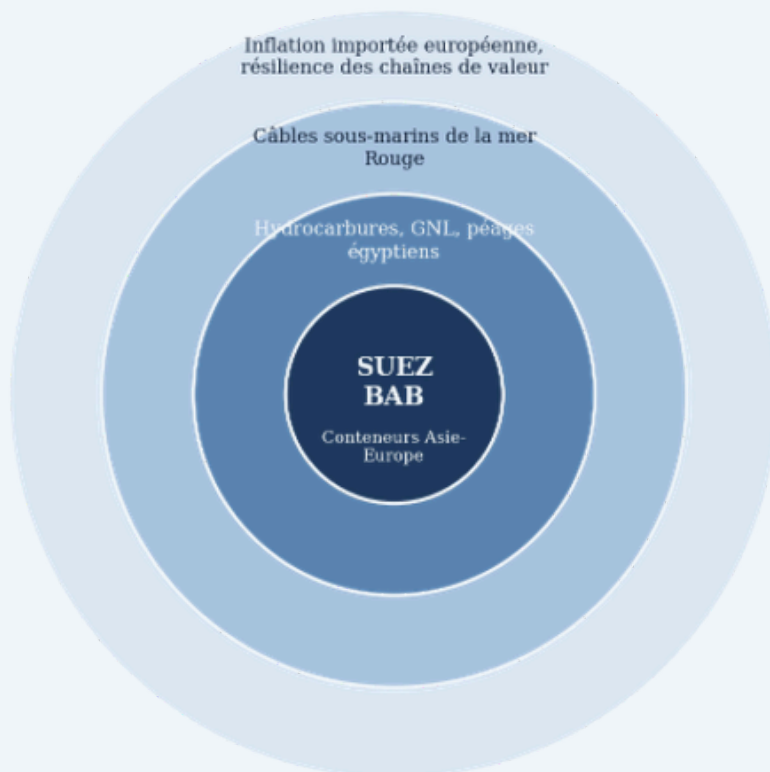 Inflation importée européenne,
résilience des chaînes de valeur
Câbles sous-marins de la mer
Rouge
Hydrocarbures, GNL, péages
égyptiens
SUEZ
BAB
Conteneurs Asie-
Europe